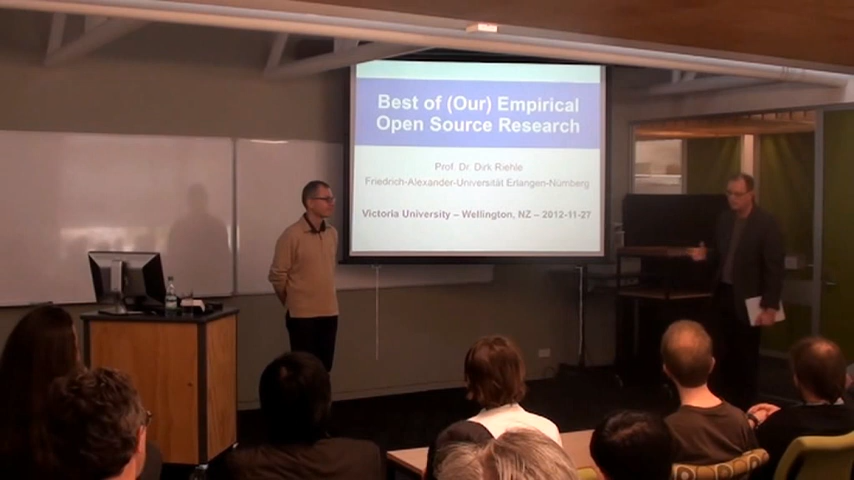 Best of (Our) Empirical
Open Source Research
Prof. Dr. Dirk Riehle
Friedrich-Alexander-Universität Erlangen-Nürnberg
Victoria University – Wellington, NZ – 2012-11-27